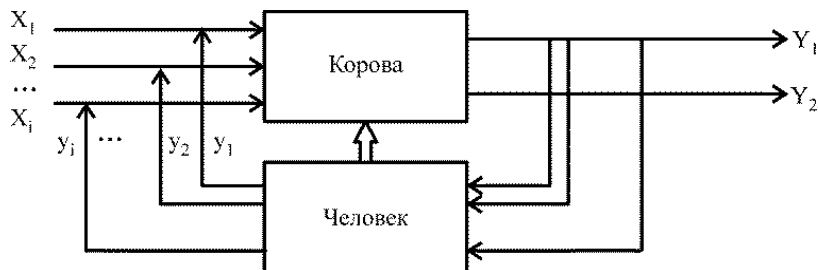 X1
X2
...
Xi
Корова
Y1
Y2
yi
...
y2
y1
Человек